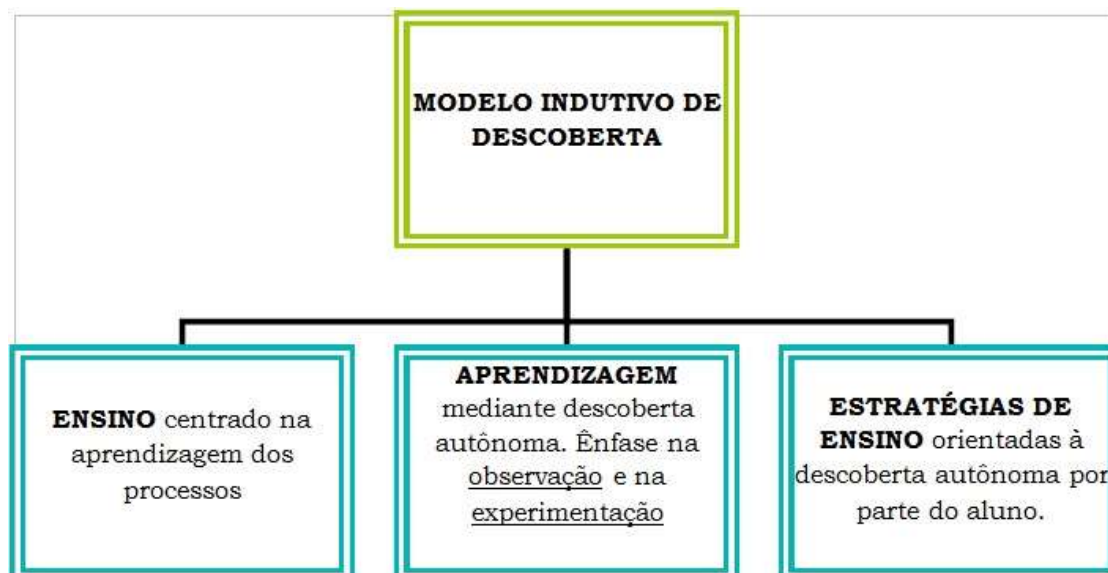 MODELO INDUTIVO DE
DESCOBERTA
ENSINO centrado na
aprendizagem dos
processos
APRENDIZAGEM
mediante descoberta
autônoma. Ênfase na
observação e na
experimentação
ESTRATÉGIAS DE
ENSINO orientadas à
descoberta autônoma por
parte do aluno.